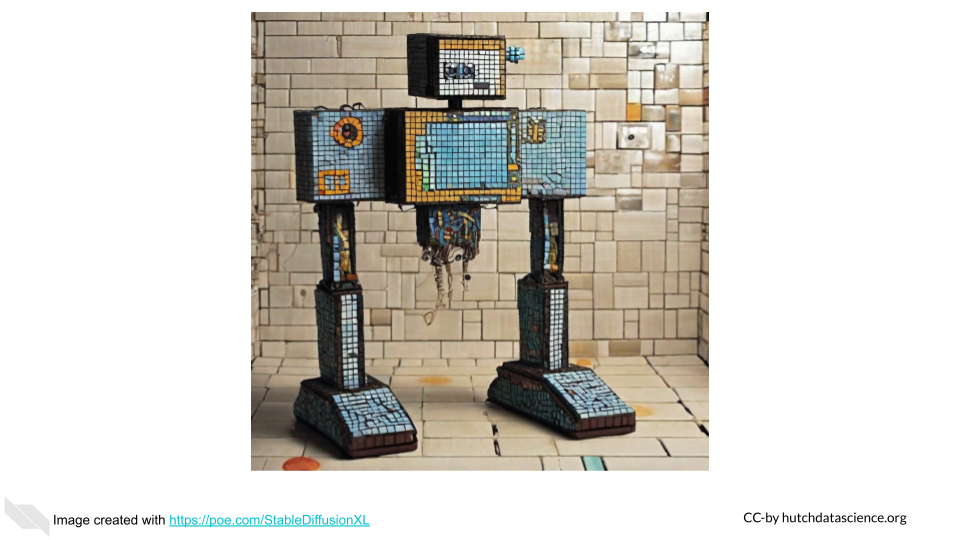 Image created with https://poe.com/StableDiffusionXL
CC-by hutchdatascience.org